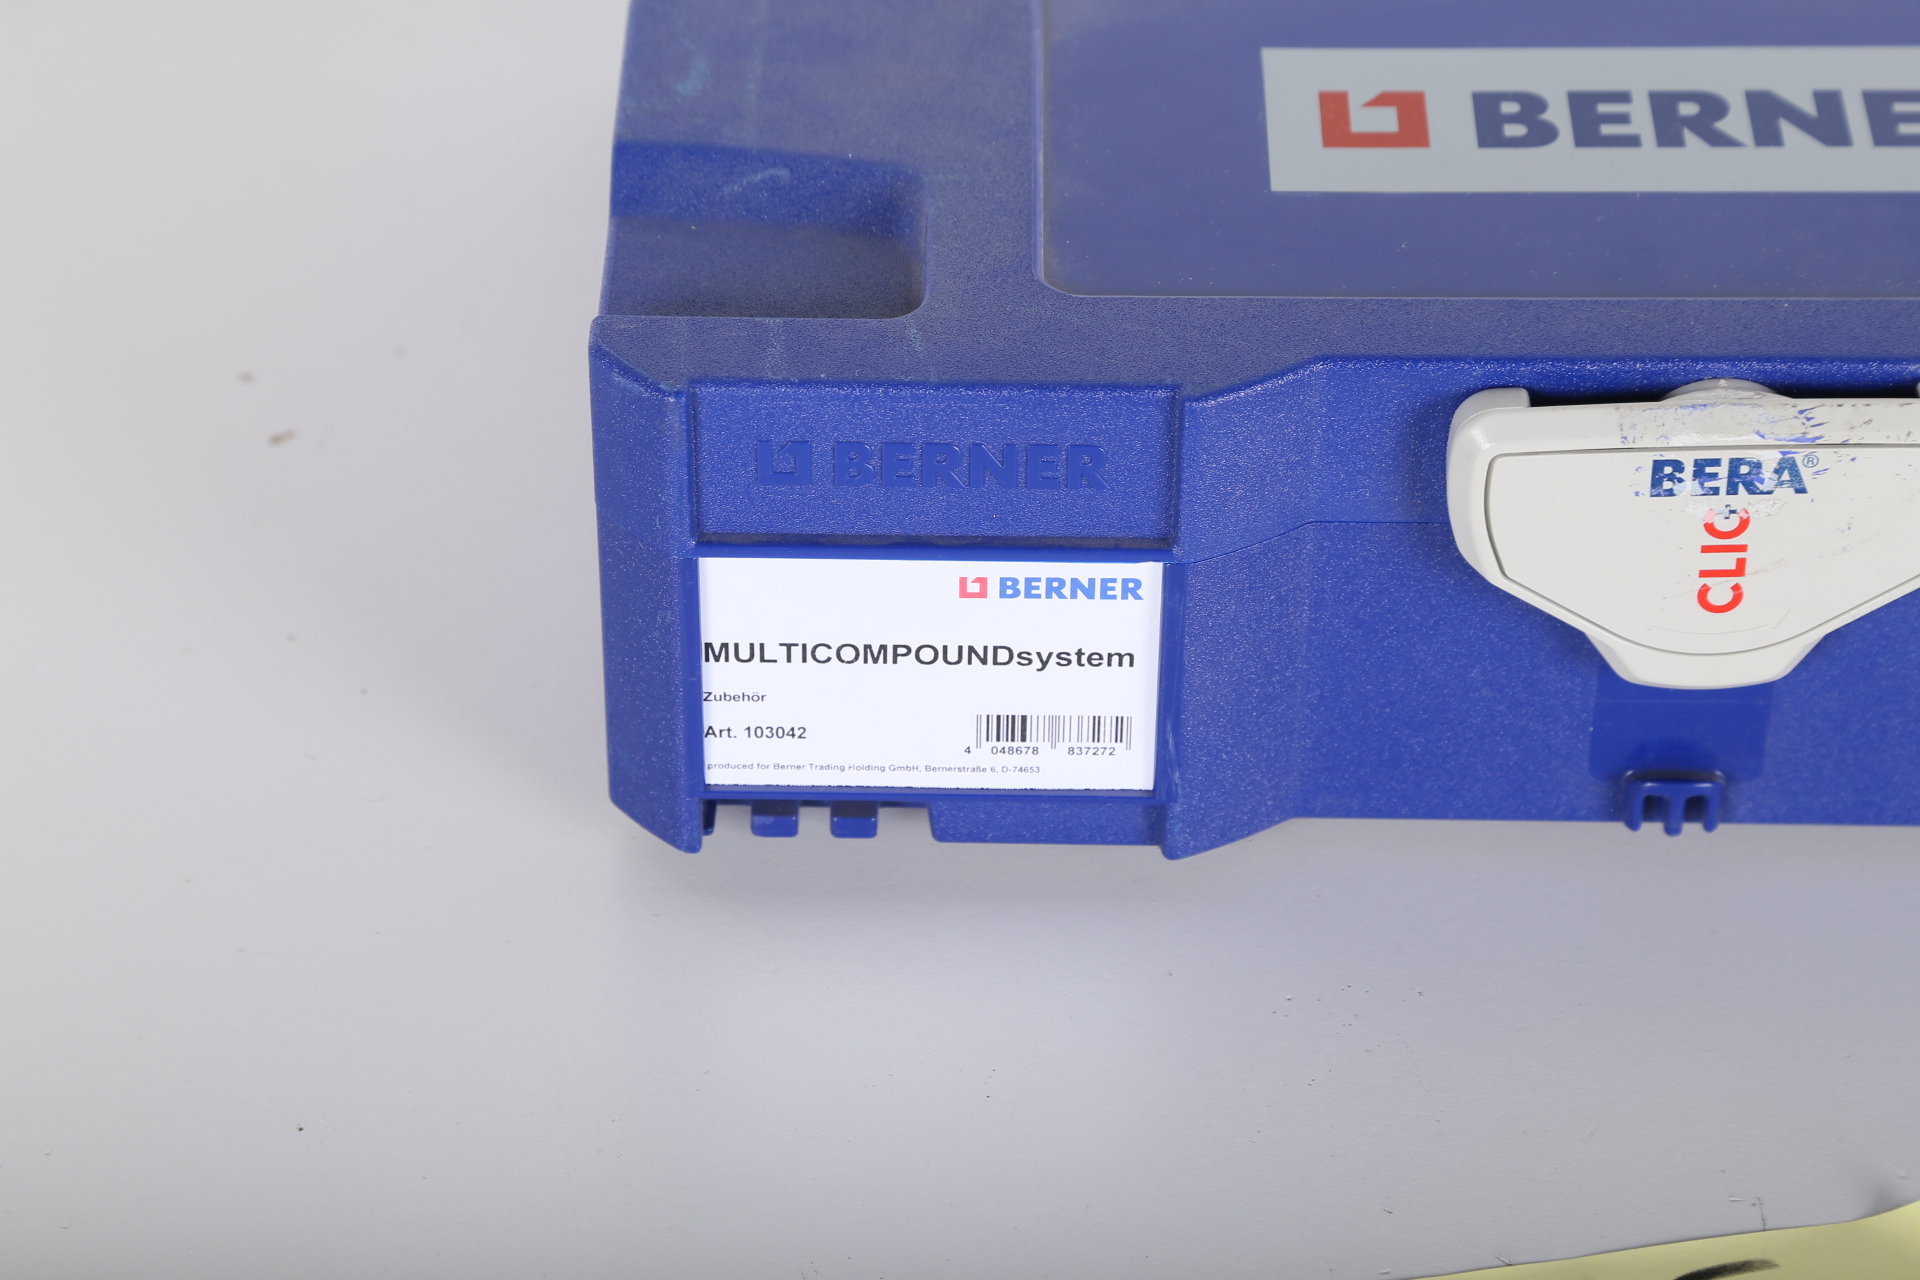 BERNE
BERNER
BERA®
CLIC+
BERNER
MULTICOMPOUNDsystem
Zubehör
Art. 103042
4 048678 837272
produced for Berner Trading Holding GmbH, Bernerstraße 6, D-74653